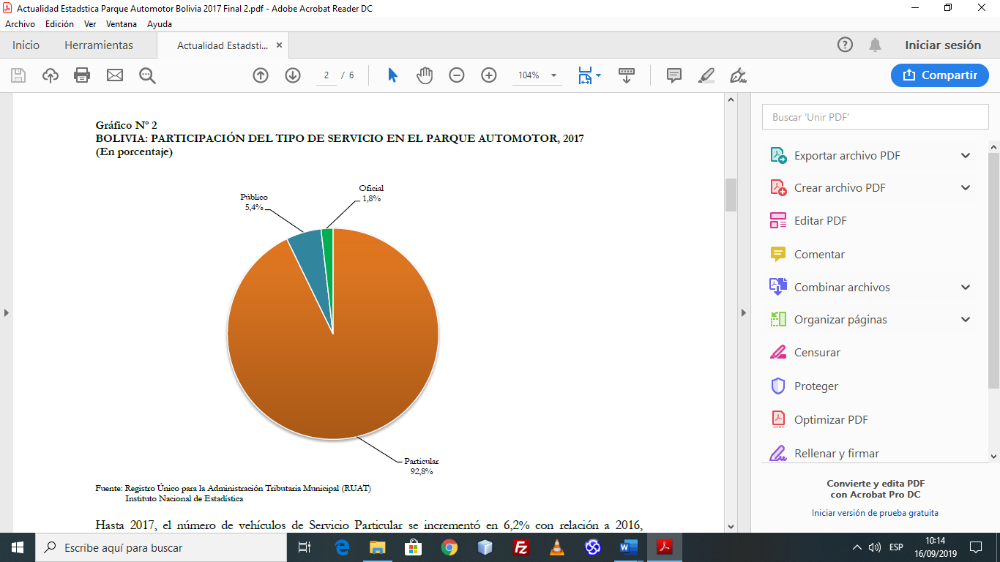 Actualidad Estadstica Parque Automotor Bolivia 2017 Final 2.pdf - Adobe Acrobat Reader DC
Archivo Edición Ver Ventana Ayuda
Inicio Herramientas Actualidad Estadsti... ×
Iniciar sesión
2 / 6 104% Compartir
Gráfico Nº 2
BOLIVIA: PARTICIPACIÓN DEL TIPO DE SERVICIO EN EL PARQUE AUTOMOTOR, 2017
(En porcentaje)
Oficial
1,8%
Público
5,4%
Particular
92,8%
Fuente: Registro Único para la Administración Tributaria Municipal (RUAT)
Instituto Nacional de Estadística
Hasta 2017, el número de vehículos de Servicio Particular se incrementó en 6,2% con relación a 2016,
Buscar 'Unir PDF'
Exportar archivo PDF
Crear archivo PDF
Editar PDF
Comentar
Combinar archivos
Organizar páginas
Censurar
Proteger
Optimizar PDF
Rellenar y firmar
Convierte y edita PDF
con Acrobat Pro DC
Iniciar versión de prueba gratuita
Escribe aquí para buscar
ESP
10:14
16/09/2019